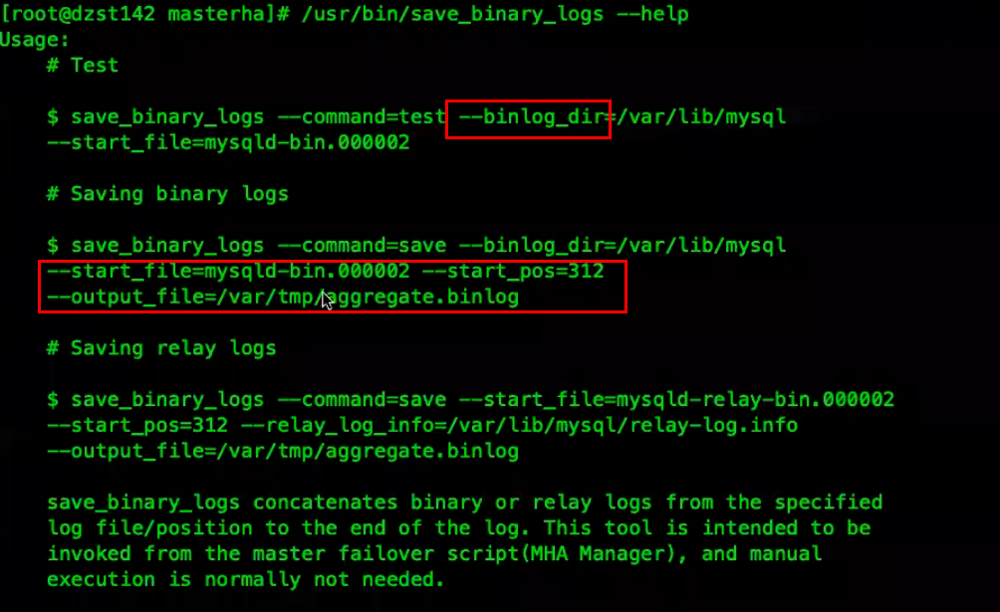 [root@dzst142 masterha]# /usr/bin/save_binary_logs --help
Usage:
# Test
$ save_binary_logs --command=test --binlog_dir=/var/lib/mysql
--start_file=mysqld-bin.000002
# Saving binary logs
$ save_binary_logs --command=save --binlog_dir=/var/lib/mysql
--start_file=mysqld-bin.000002 --start_pos=312
--output_file=/var/tmp/aggregate.binlog
# Saving relay logs
$ save_binary_logs --command=save --start_file=mysqld-relay-bin.000002
--start_pos=312 --relay_log_info=/var/lib/mysql/relay-log.info
--output_file=/var/tmp/aggregate.binlog
save_binary_logs concatenates binary or relay logs from the specified
log file/position to the end of the log. This tool is intended to be
invoked from the master failover script(MHA Manager), and manual
execution is normally not needed.